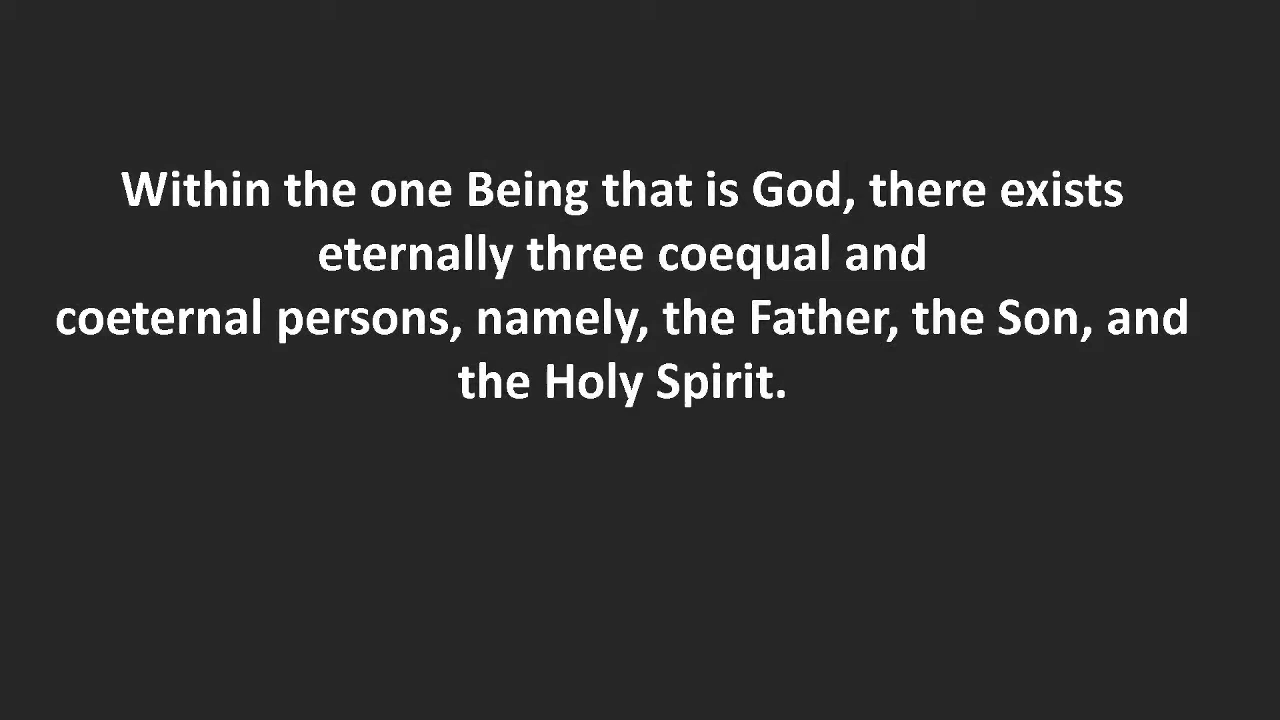 Within the one Being that is God, there exists
eternally three coequal and
coeternal persons, namely, the Father, the Son, and
the Holy Spirit.